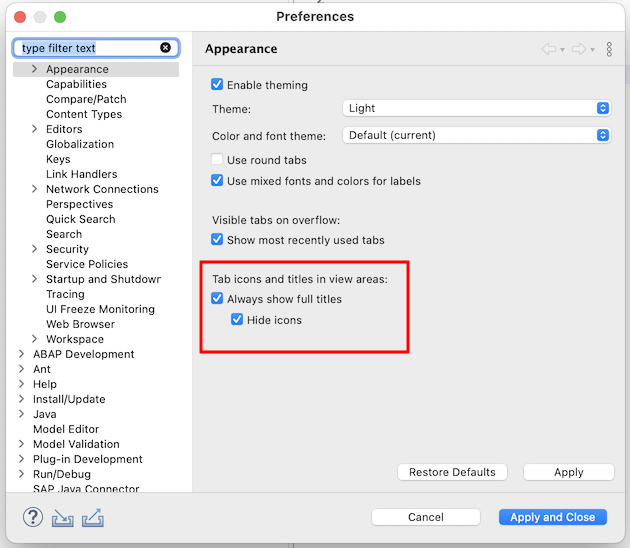 Preferences
type filter text
Appearance
Capabilities
Compare/Patch
Content Types
Editors
Globalization
Keys
Link Handlers
Network Connections
Perspectives
Quick Search
Search
Security
Service Policies
Startup and Shutdown
Tracing
UI Freeze Monitoring
Web Browser
Workspace
ABAP Development
Ant
Help
Install/Update
Java
Model Editor
Model Validation
Plug-in Development
Run/Debug
SAP Java Connector
Appearance
Enable theming
Theme: Light
Color and font theme: Default (current)
Use round tabs
Use mixed fonts and colors for labels
Visible tabs on overflow:
Show most recently used tabs
Tab icons and titles in view areas:
Always show full titles
Hide icons
Restore Defaults Apply
? Cancel Apply and Close